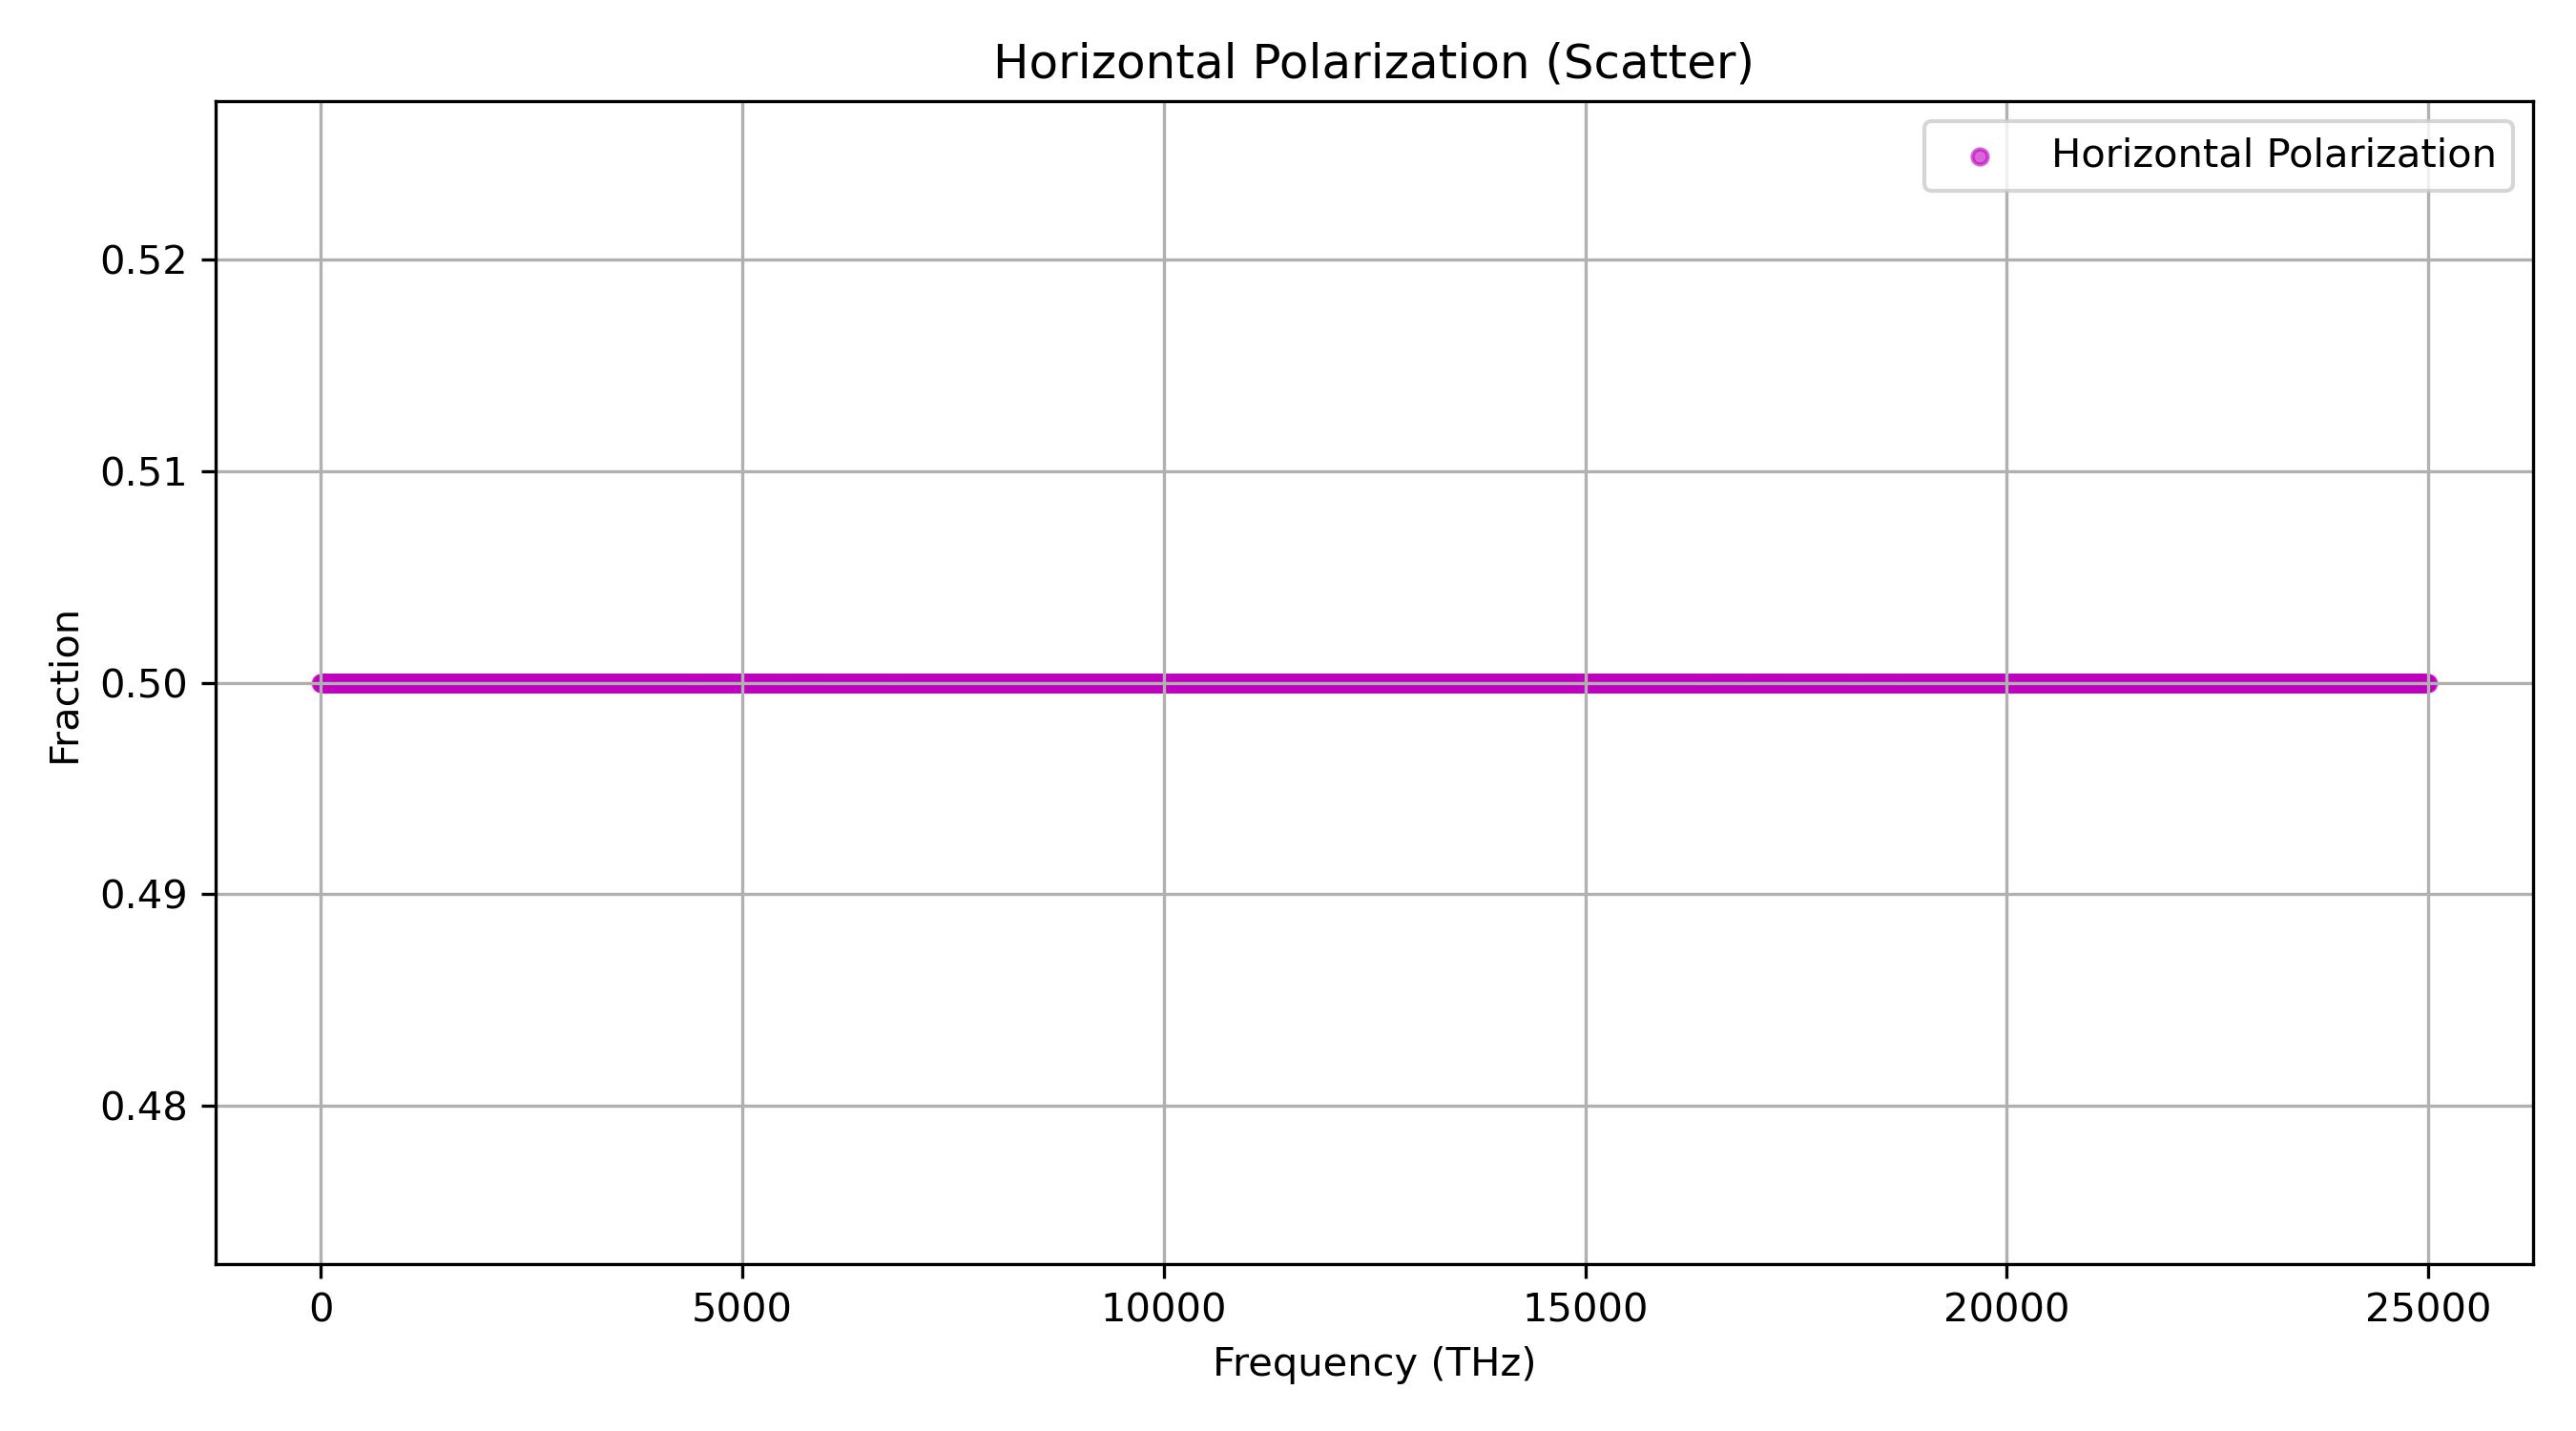 Horizontal Polarization (Scatter)
Horizontal Polarization
0.52
0.51
0.50
0.49
0.48
Fraction
0 5000 10000 15000 20000 25000
Frequency (THz)